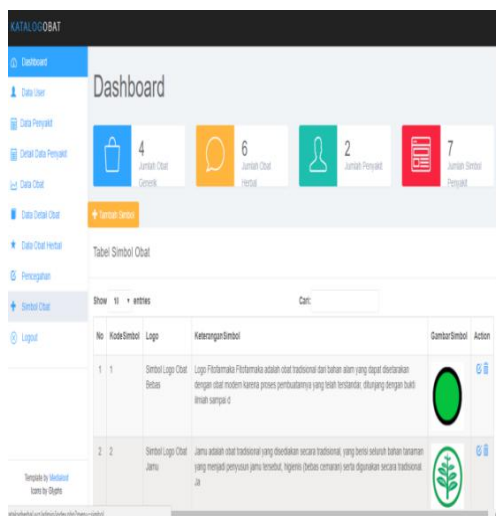 KATALOGOBAT
Dashboard
Data User
Data Penyakit
Detail Data Penyakit
Data Obat
Data Detail Obat
Data Obat Herbal
Pencegahan
Simbol Obat
Logout
Template by Mediatout
Icons by Glyphs
Dashboard
4
Jumlah Obat
Generik
6
Jumlah Obat
Herbal
2
Jumlah Penyakit
7
Jumlah Simbol
Penyakit
Tambah Simbol
Tabel Simbol Obat
Show 10 entries
Cari:
No KodeSimbol Logo KeteranganSimbol GambarSimbol Action
1 1 Simbol Logo Obat Logo Fitofarmaka Fitofarmaka adalah obat tradisional dari bahan alam yang dapat disetarakan
Bebas dengan obat modern karena proses pembuatannya yang telah terstandar, ditunjang dengan bukti
ilmiah sampai d
2 2 Simbol Logo Obat Jamu adalah obat tradisional yang disediakan secara tradisional, yang berisi seluruh bahan tanaman
Jamu yang menjadi penyusun jamu tersebut, higienis (bebas cemaran) serta digunakan secara tradisional.
Ja